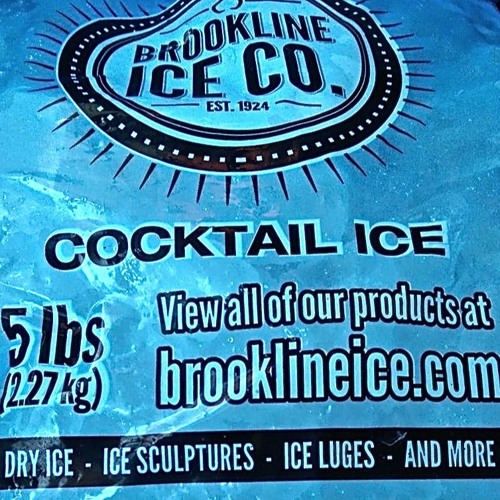 BROOKLINE
ICE CO.
EST. 1924
COCKTAIL ICE
5 lbs
(2.27 kg)
View all of our products at
brooklineice.com
DRY ICE - ICE SCULPTURES - ICE LUGES - AND MORE